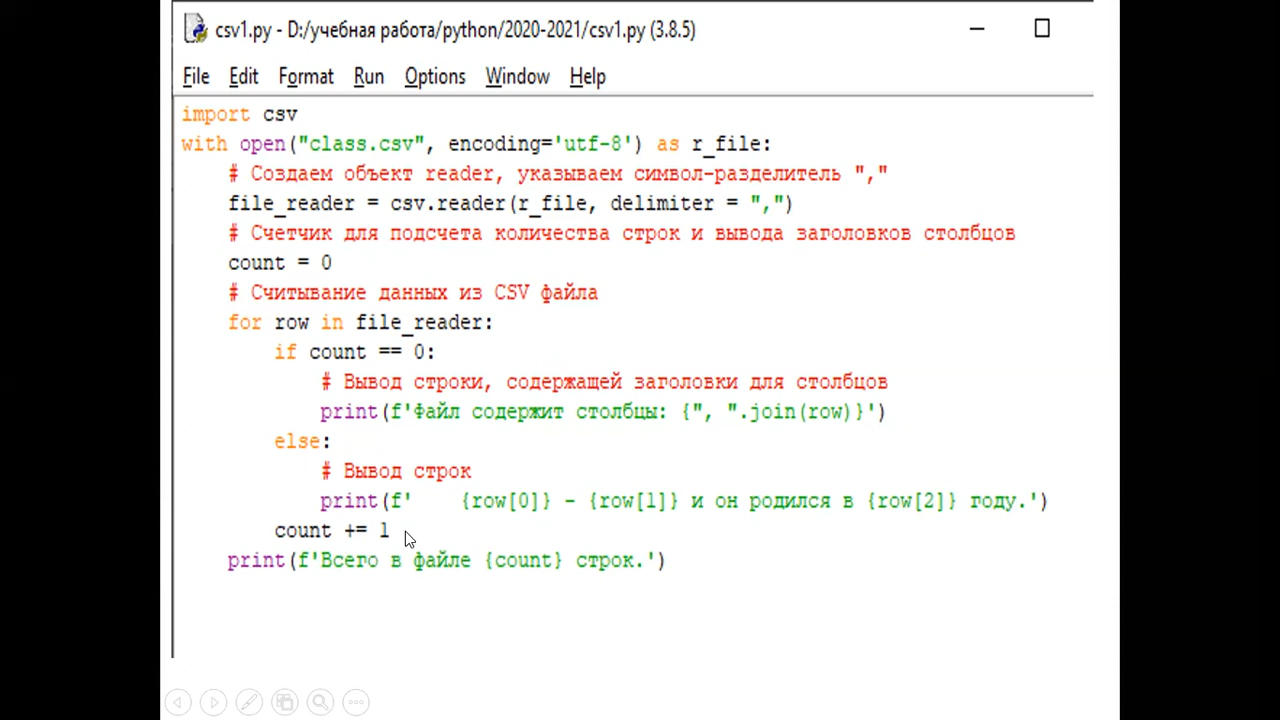 csv1.py - D:/учебная работа/python/2020-2021/csv1.py (3.8.5)
File Edit Format Run Options Window Help
import csv
with open("class.csv", encoding='utf-8') as r_file:
    # Создаем объект reader, указываем символ-разделитель ","
    file_reader = csv.reader(r_file, delimiter = ",")
    # Счетчик для подсчета количества строк и вывода заголовков столбцов
    count = 0
    # Считывание данных из CSV файла
    for row in file_reader:
        if count == 0:
            # Вывод строки, содержащей заголовки для столбцов
            print(f'Файл содержит столбцы: {", ".join(row)}')
        else:
            # Вывод строк
            print(f'    {row[0]} - {row[1]} и он родился в {row[2]} году.')
        count += 1
    print(f'Всего в файле {count} строк.')